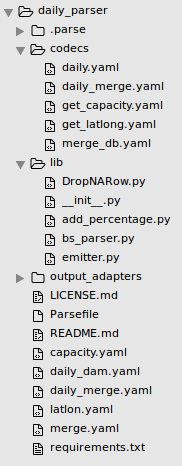 daily_parser
.parse
codecs
daily.yaml
daily_merge.yaml
get_capacity.yaml
get_latlong.yaml
merge_db.yaml
lib
DropNARow.py
__init__.py
add_percentage.py
bs_parser.py
emitter.py
output_adapters
LICENSE.md
Parsefile
README.md
capacity.yaml
daily_dam.yaml
daily_merge.yaml
latlon.yaml
merge.yaml
requirements.txt